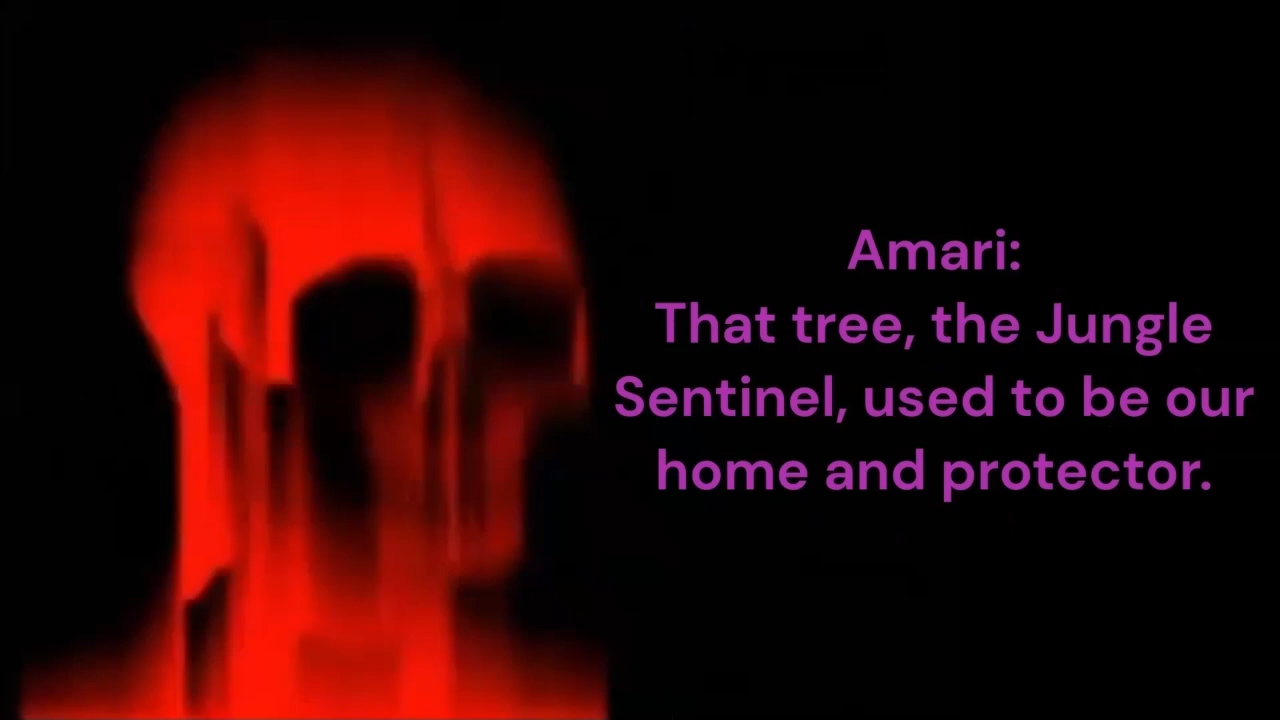 Amari:
That tree, the Jungle
Sentinel, used to be our
home and protector.